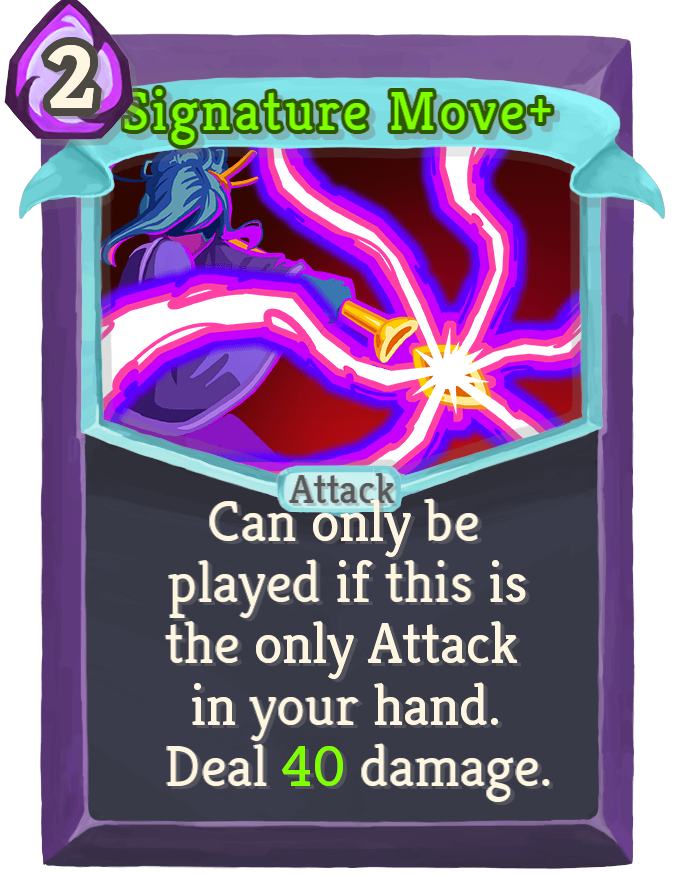 2
Signature Move+
Attack
Can only be
played if this is
the only Attack
in your hand.
Deal 40 damage.